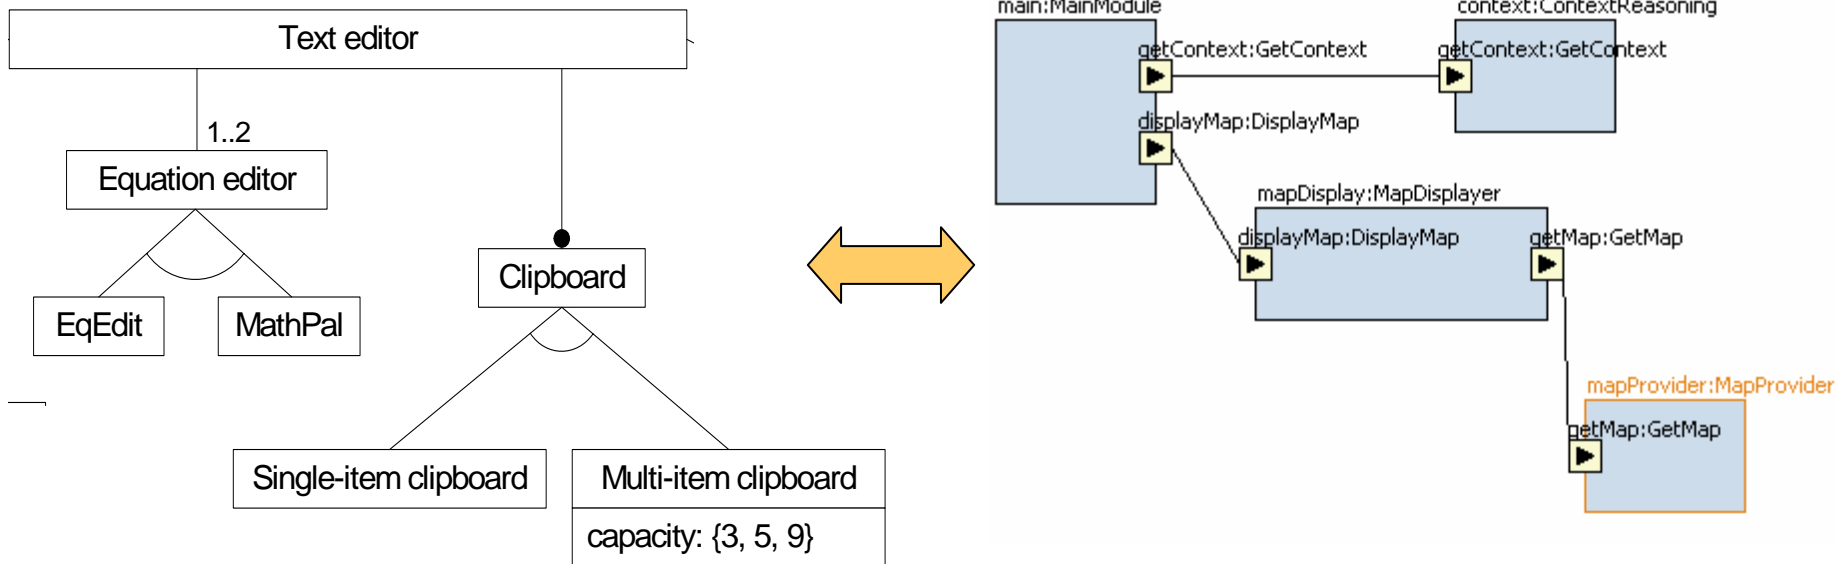 Text editor
1..2
Equation editor
EqEdit
MathPal
Clipboard
Single-item clipboard
Multi-item clipboard
capacity: {3, 5, 9}
main:MainModule
context:ContextReasoning
getContext:GetContext
getContext:GetContext
displayMap:DisplayMap
mapDisplay:MapDisplayer
displayMap:DisplayMap
getMap:GetMap
mapProvider:MapProvider
getMap:GetMap